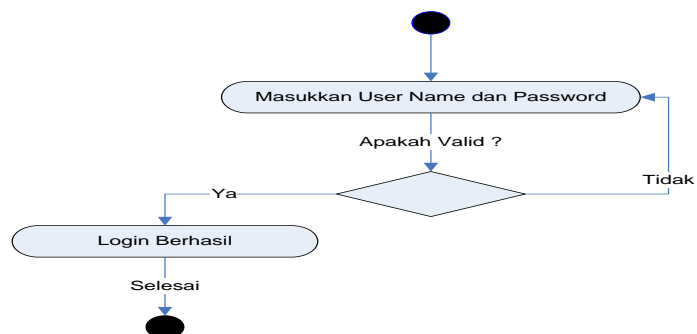 Masukkan User Name dan Password
Apakah Valid ?
Tidak
Ya
Login Berhasil
Selesai